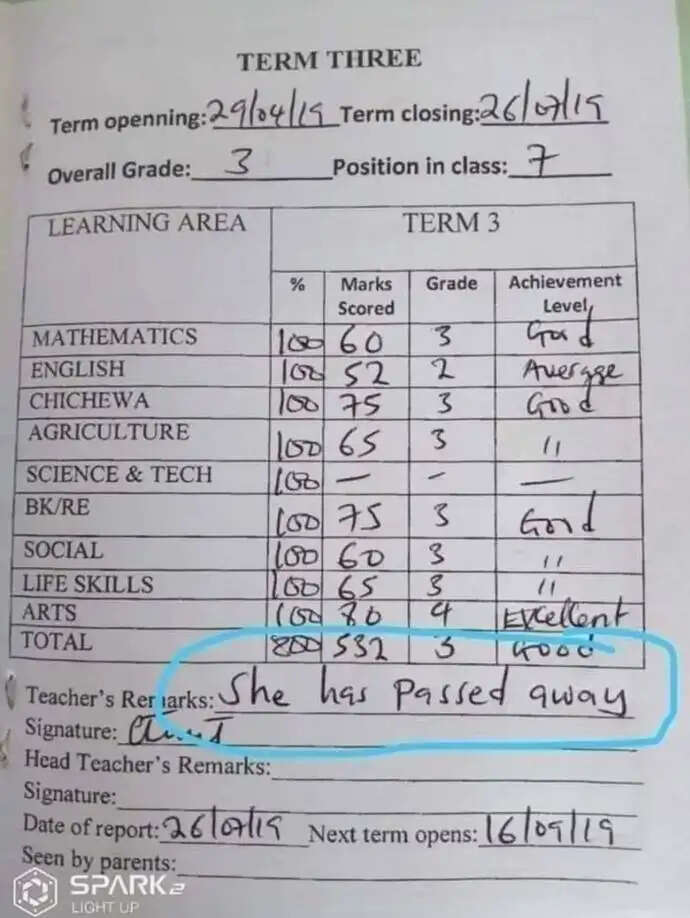 TERM THREE
Term openning: 29/04/19 Term closing: 26/07/19
Overall Grade: 3 Position in class: 7
LEARNING AREA TERM 3
% Marks Scored Grade Achievement Level
MATHEMATICS 100 60 3 Good
ENGLISH 100 52 2 Average
CHICHEWA 100 75 3 Good
AGRICULTURE 100 65 3 "
SCIENCE & TECH 100 — – —
BK/RE 100 75 3 Good
SOCIAL 100 60 3 "
LIFE SKILLS 100 65 3 "
ARTS 100 80 4 Excellent
TOTAL 800 532 3 Good
Teacher's Remarks: She has passed away
Signature:
Head Teacher's Remarks:
Signature:
Date of report: 26/07/19 Next term opens: 16/09/19
Seen by parents:
SPARK 2
LIGHT UP